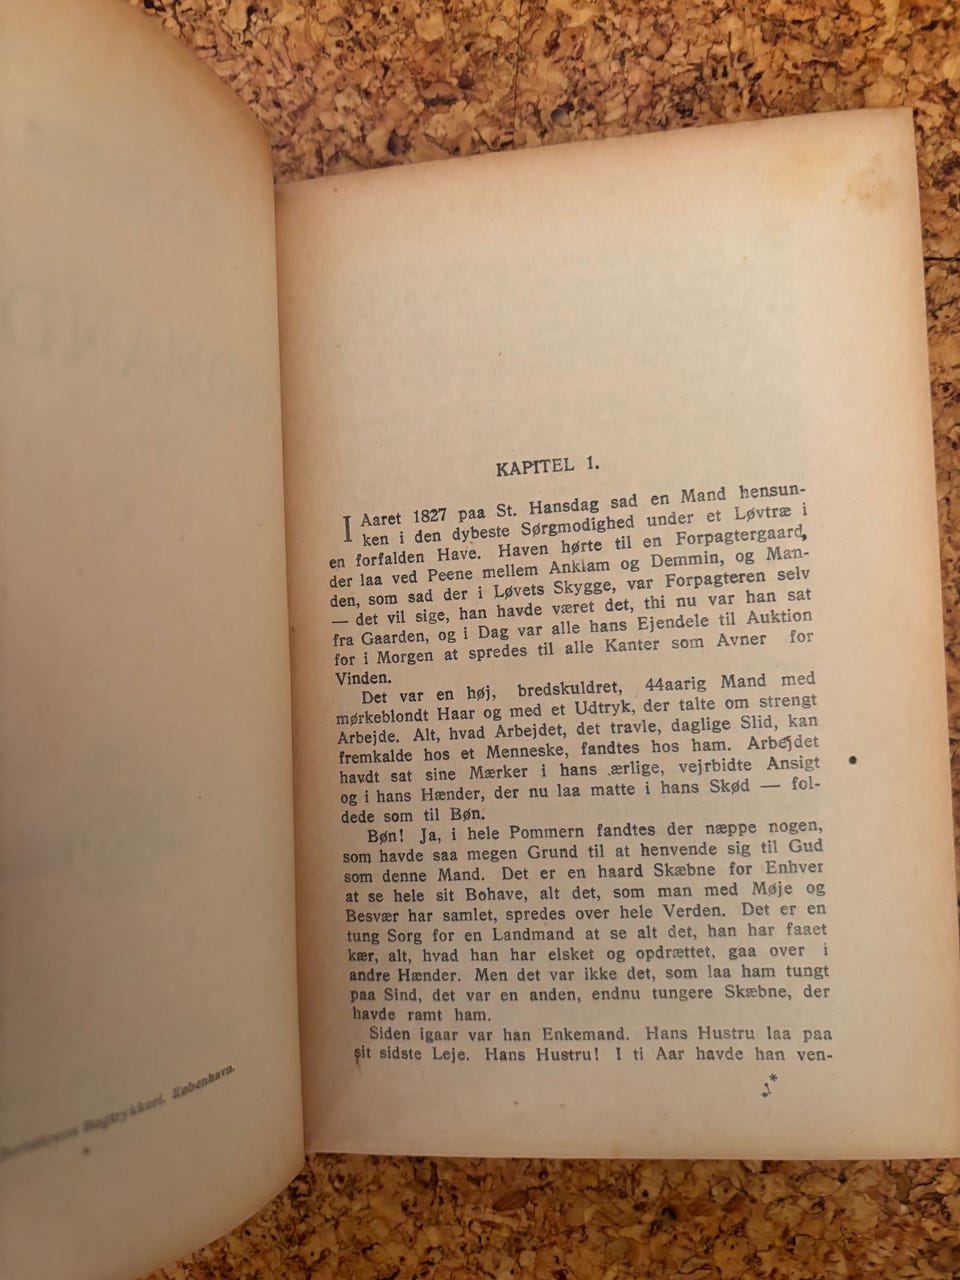 Bogtrykkeri. København.
KAPITEL 1.
I Aaret 1827 paa St. Hansdag sad en Mand hensun-
ken i den dybeste Sørgmodighed under et Løvtræ i
en forfalden Have. Haven hørte til en Forpagtergaard,
der laa ved Peene mellem Anklam og Demmin, og Man-
den, som sad der i Løvets Skygge, var Forpagteren selv
— det vil sige, han havde været det, thi nu var han sat
fra Gaarden, og i Dag var alle hans Ejendele til Auktion
for i Morgen at spredes til alle Kanter som Avner for
Vinden.
Det var en høj, bredskuldret, 44aarig Mand med
mørkeblondt Haar og med et Udtryk, der talte om strengt
Arbejde. Alt, hvad Arbejdet, det travle, daglige Slid, kan
fremkalde hos et Menneske, fandtes hos ham. Arbejdet
havdt sat sine Mærker i hans ærlige, vejrbidte Ansigt
og i hans Hænder, der nu laa matte i hans Skød — fol-
dede som til Bøn.
Bøn! Ja, i hele Pommern fandtes der næppe nogen,
som havde saa megen Grund til at henvende sig til Gud
som denne Mand. Det er en haard Skæbne for Enhver
at se hele sit Bohave, alt det, som man med Møje og
Besvær har samlet, spredes over hele Verden. Det er en
tung Sorg for en Landmand at se alt det, han har faaet
kær, alt, hvad han har elsket og opdrættet, gaa over i
andre Hænder. Men det var ikke det, som laa ham tungt
paa Sind, det var en anden, endnu tungere Skæbne, der
havde ramt ham.
Siden igaar var han Enkemand. Hans Hustru laa paa
sit sidste Leje. Hans Hustru! I ti Aar havde han ven-
1*